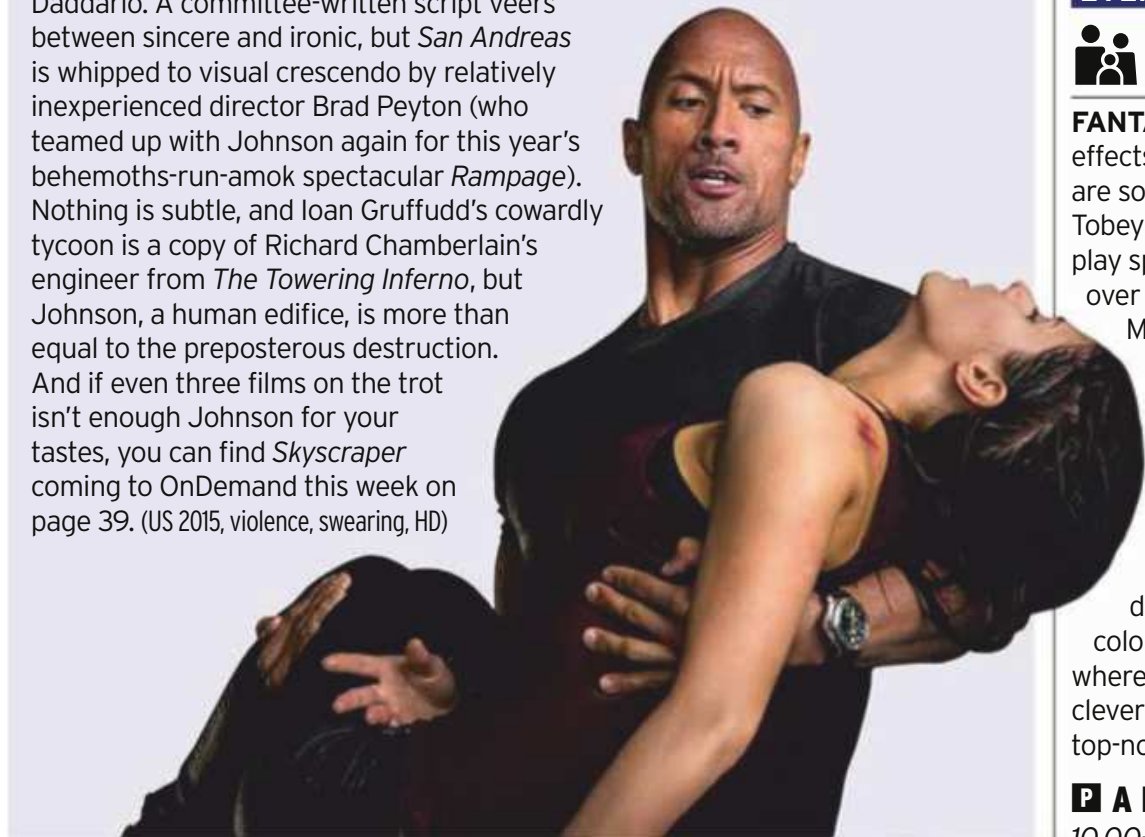 Daddario. A committee-written script veers
between sincere and ironic, but San Andreas
is whipped to visual crescendo by relatively
inexperienced director Brad Peyton (who
teamed up with Johnson again for this year's
behemoths-run-amok spectacular Rampage).
Nothing is subtle, and Ioan Gruffudd's cowardly
tycoon is a copy of Richard Chamberlain's
engineer from The Towering Inferno, but
Johnson, a human edifice, is more than
equal to the preposterous destruction.
And if even three films on the trot
isn't enough Johnson for your
tastes, you can find Skyscraper
coming to OnDemand this week on
page 39. (US 2015, violence, swearing, HD)
effects
are so
Tobey
play sp
over
M
d
colo
where
clever
top-no
P A
10,00